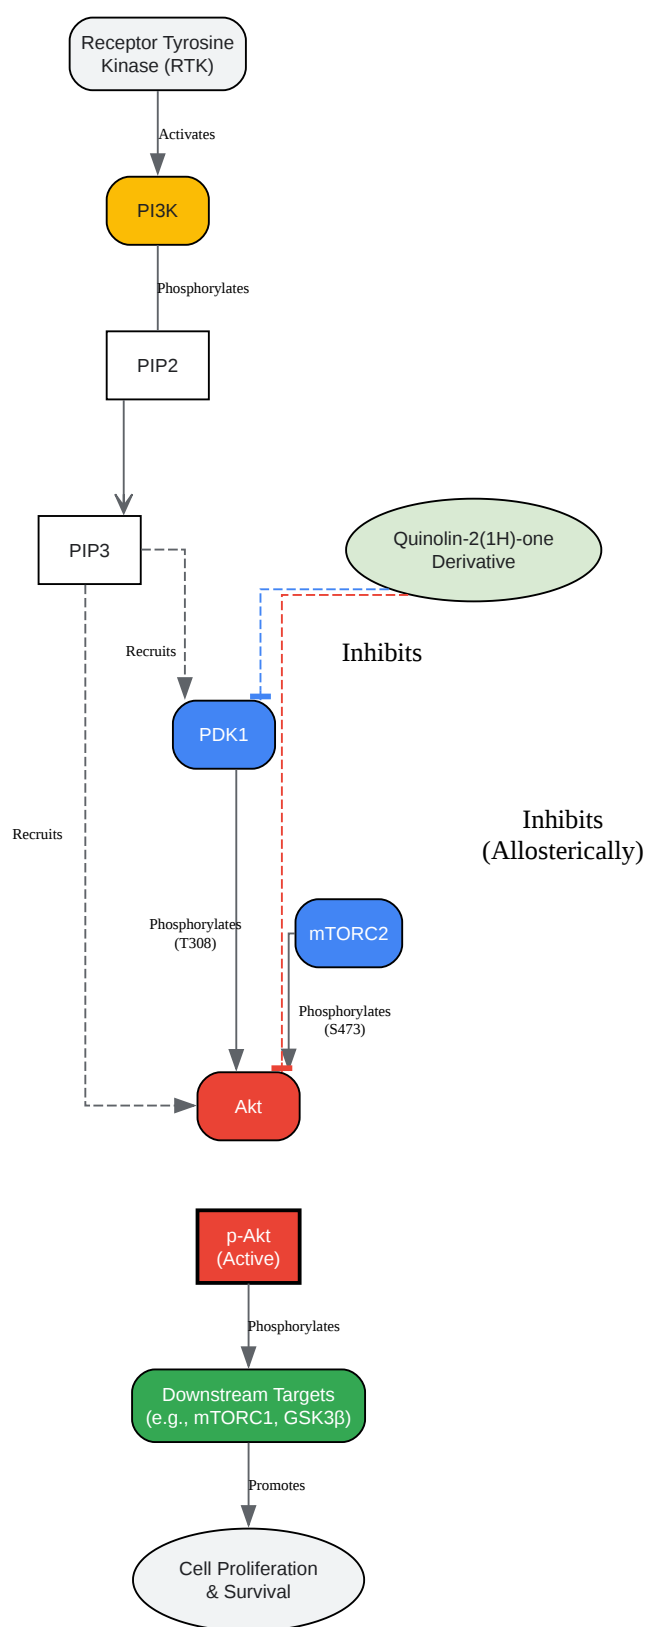 Receptor Tyrosine
Kinase (RTK)
Activates
PI3K
Phosphorylates
PIP2
PIP3
Quinolin-2(1H)-one
Derivative
Recruits
Inhibits
PDK1
Recruits
Inhibits
(Allosterically)
Phosphorylates
(T308)
mTORC2
Phosphorylates
(S473)
Akt
p-Akt
(Active)
Phosphorylates
Downstream Targets
(e.g., mTORC1, GSK3β)
Promotes
Cell Proliferation
& Survival